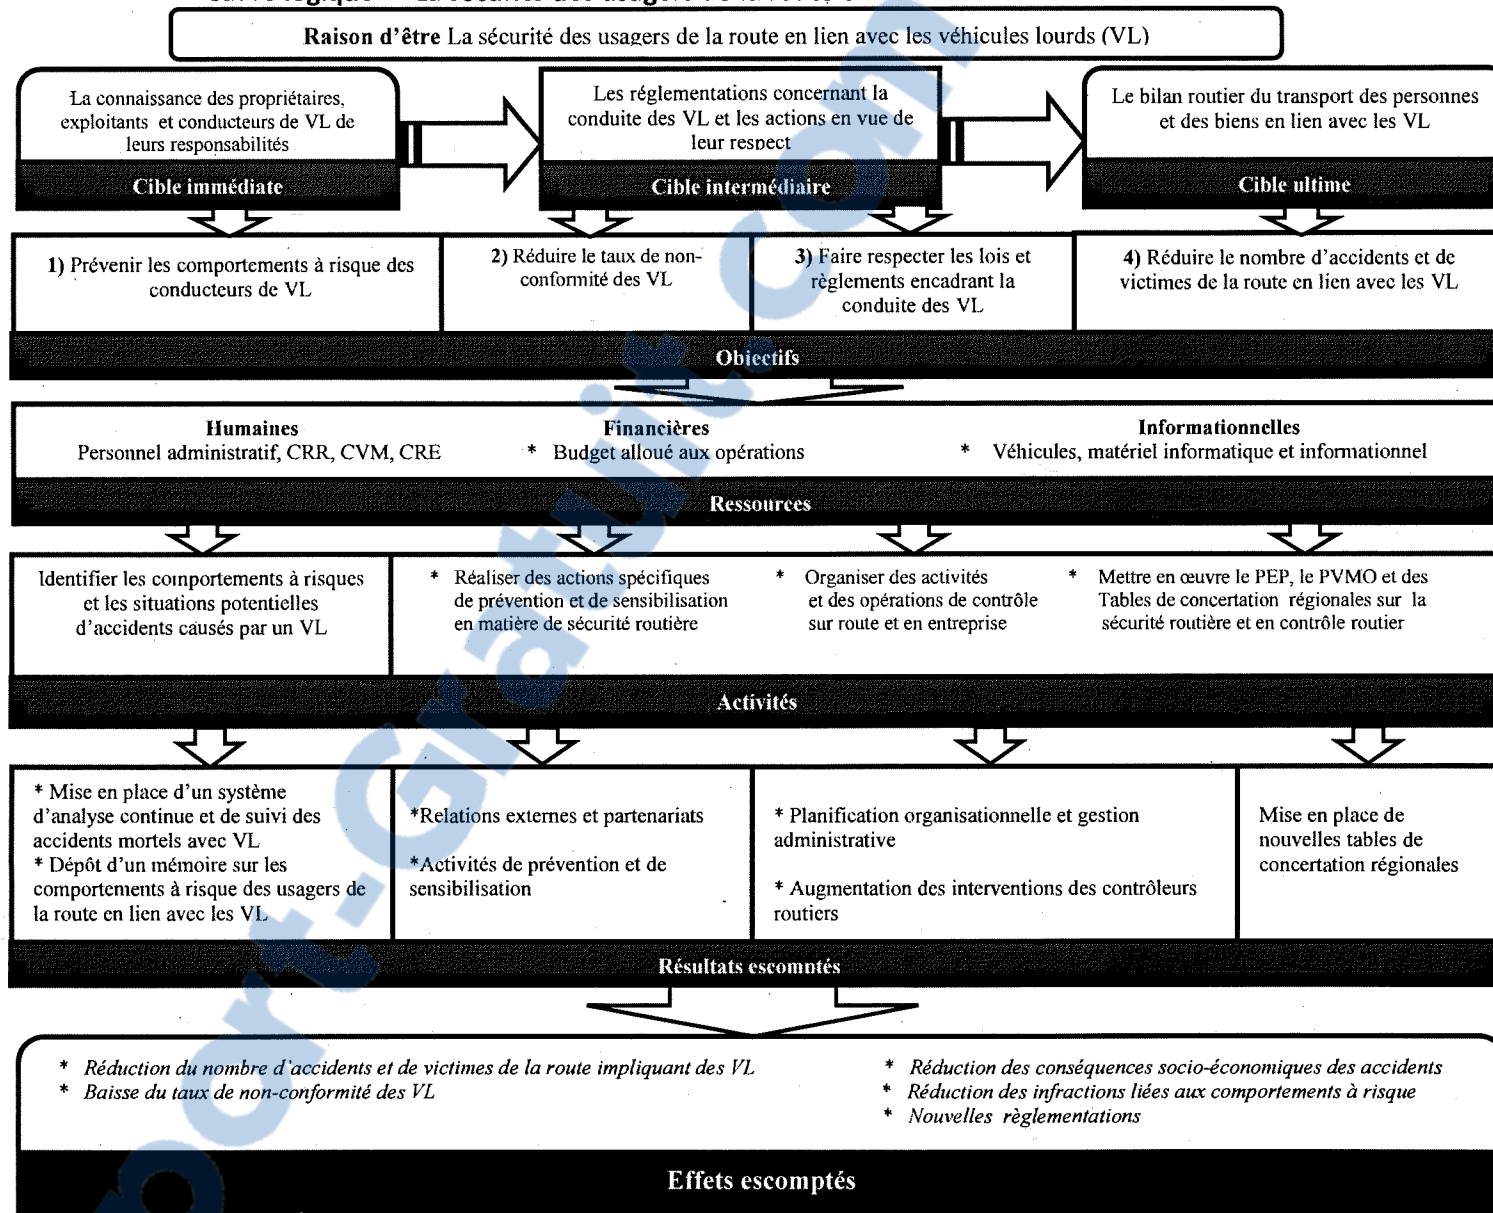 Raison d'être La sécurité des usagers de la route en lien avec les véhicules lourds (VL)
La connaissance des propriétaires,
exploitants et conducteurs de VL de
leurs responsabilités
Cible immédiate
Les réglementations concernant la
conduite des VL et les actions en vue de
leur respect
Cible intermédiaire
Le bilan routier du transport des personnes
et des biens en lien avec les VL
Cible ultime
1) Prévenir les comportements à risque des
conducteurs de VL
2) Réduire le taux de non-
conformité des VL
3) Faire respecter les lois et
règlements encadrant la
conduite des VL
4) Réduire le nombre d'accidents et de
victimes de la route en lien avec les VL
Objectifs
Humaines
Personnel administratif, CRR, CVM, CRE
Financières
* Budget alloué aux opérations
Informationnelles
* Véhicules, matériel informatique et informationnel
Ressources
Identifier les comportements à risques
et les situations potentielles
d'accidents causés par un VL
* Réaliser des actions spécifiques
de prévention et de sensibilisation
en matière de sécurité routière
* Organiser des activités
et des opérations de contrôle
sur route et en entreprise
* Mettre en œuvre le PEP, le PVMO et des
Tables de concertation régionales sur la
sécurité routière et en contrôle routier
Activités
* Mise en place d'un système
d'analyse continue et de suivi des
accidents mortels avec VL
* Dépôt d'un mémoire sur les
comportements à risque des usagers de
la route en lien avec les VL
*Relations externes et partenariats
*Activités de prévention et de
sensibilisation
* Planification organisationnelle et gestion
administrative
* Augmentation des interventions des contrôleurs
routiers
Mise en place de
nouvelles tables de
concertation régionales
Résultats escomptés
* Réduction du nombre d'accidents et de victimes de la route impliquant des VL
* Baisse du taux de non-conformité des VL
* Réduction des conséquences socio-économiques des accidents
* Réduction des infractions liées aux comportements à risque
* Nouvelles règlementations
Effets escomptés
port-Gratuit.com